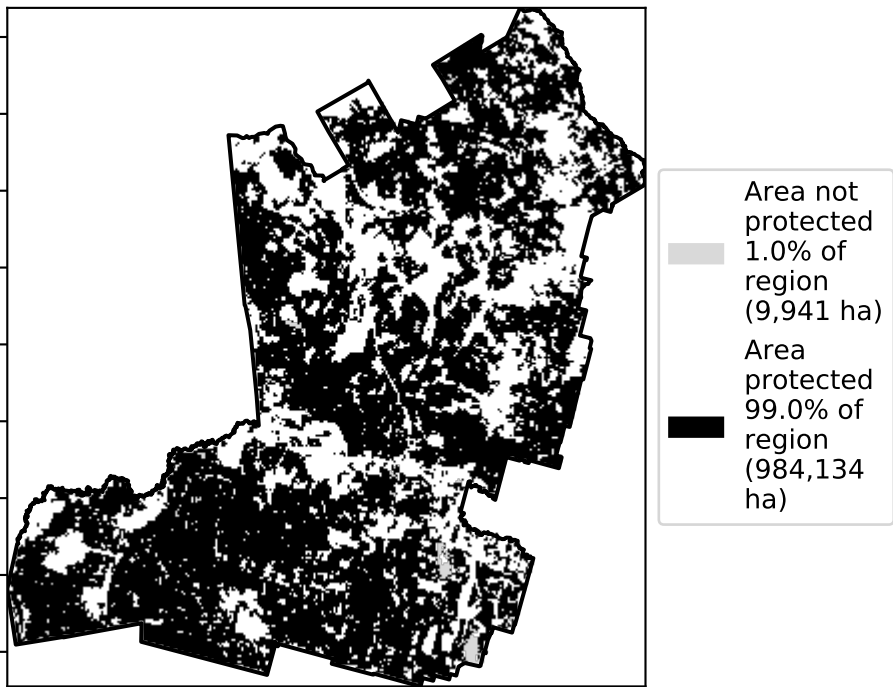 Area not
protected
1.0% of
region
(9,941 ha)
Area
protected
99.0% of
region
(984,134
ha)